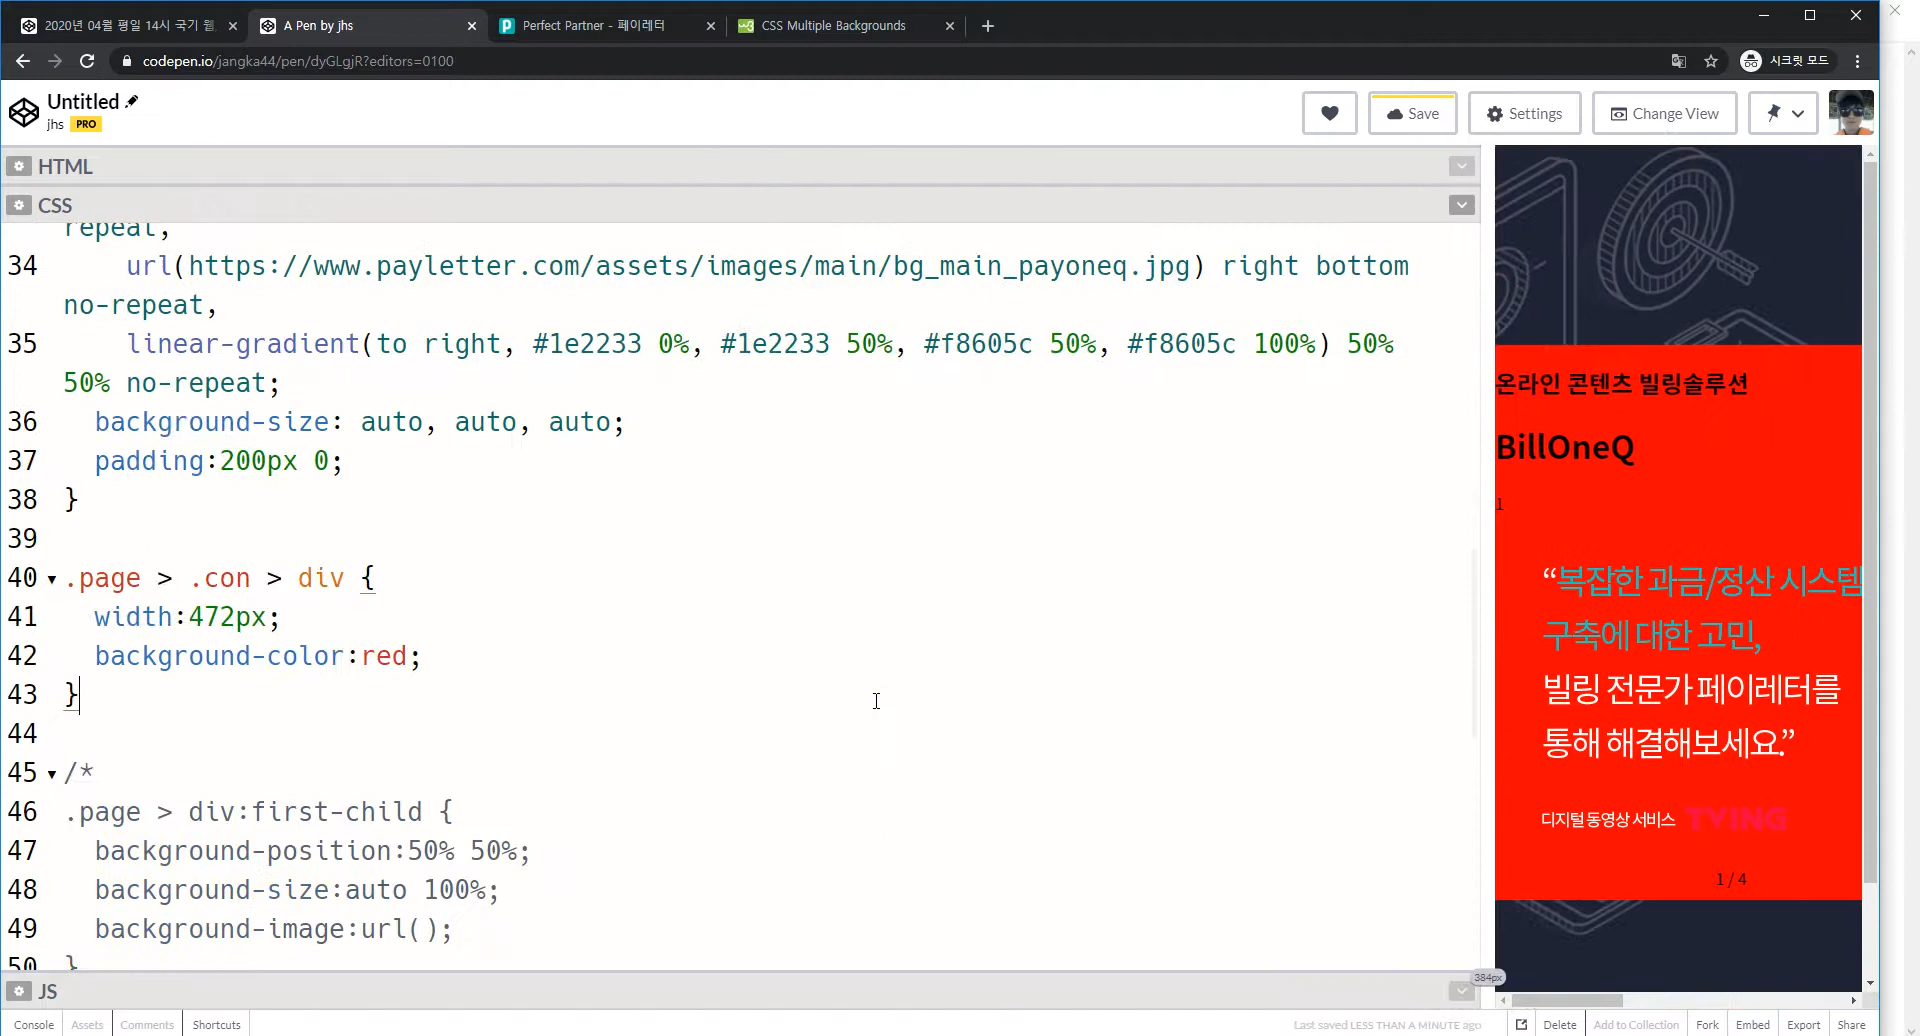 2020년 04월 평일 14시 국기 웹
A Pen by jhs
Perfect Partner - 페이레터
CSS Multiple Backgrounds
codepen.io/jangka44/pen/dyGLgjR?editors=0100
시크릿 모드
Untitled
jhs PRO
Save
Settings
Change View
HTML
CSS
repeat,
34 url(https://www.payletter.com/assets/images/main/bg_main_payoneq.jpg) right bottom
no-repeat,
35 linear-gradient(to right, #1e2233 0%, #1e2233 50%, #f8605c 50%, #f8605c 100%) 50%
50% no-repeat;
36 background-size: auto, auto, auto;
37 padding:200px 0;
38 }
39
40 .page > .con > div {
41 width:472px;
42 background-color:red;
43 }
44
45 /*
46 .page > div:first-child {
47 background-position:50% 50%;
48 background-size:auto 100%;
49 background-image:url();
50 }
온라인 콘텐츠 빌링솔루션
BillOneQ
1
“복잡한 과금/정산 시스템
구축에 대한 고민,
빌링 전문가 페이레터를
통해 해결해보세요.”
디지털 동영상 서비스 TVING
1 / 4
384px
JS
Console
Assets
Comments
Shortcuts
Last saved LESS THAN A MINUTE ago
Delete
Add to Collection
Fork
Embed
Export
Share